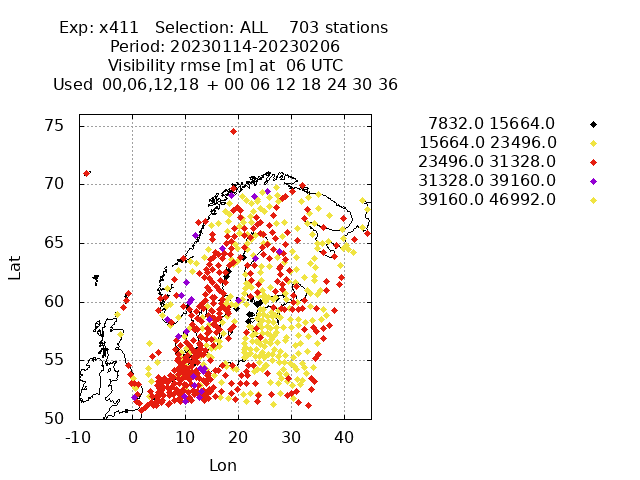 Exp: x411   Selection: ALL    703 stations
Period: 20230114-20230206
Visibility rmse [m] at  06 UTC
Used  00,06,12,18  + 00 06 12 18 24 30 36
7832.0 15664.0
15664.0 23496.0
23496.0 31328.0
31328.0 39160.0
39160.0 46992.0
75
70
65
60
55
50
Lat
-10 0 10 20 30 40
Lon